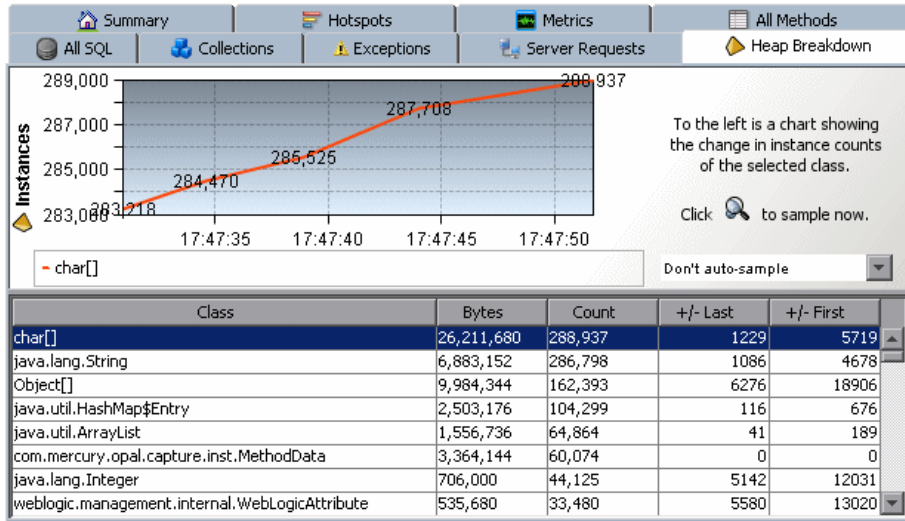 Summary Hotspots Metrics All Methods
All SQL Collections Exceptions Server Requests Heap Breakdown
289,000
287,000
285,000
283,000
Instances
283,218
284,470
285,525
287,708
288,937
17:47:35 17:47:40 17:47:45 17:47:50
char[]
To the left is a chart showing
the change in instance counts
of the selected class.
Click to sample now.
Don't auto-sample
Class Bytes Count +/- Last +/- First
char[] 26,211,680 288,937 1229 5719
java.lang.String 6,883,152 286,798 1086 4678
Object[] 9,984,344 162,393 6276 18906
java.util.HashMap$Entry 2,503,176 104,299 116 676
java.util.ArrayList 1,556,736 64,864 41 189
com.mercury.opal.capture.inst.MethodData 3,364,144 60,074 0 0
java.lang.Integer 706,000 44,125 5142 12031
weblogic.management.internal.WebLogicAttribute 535,680 33,480 5580 13020